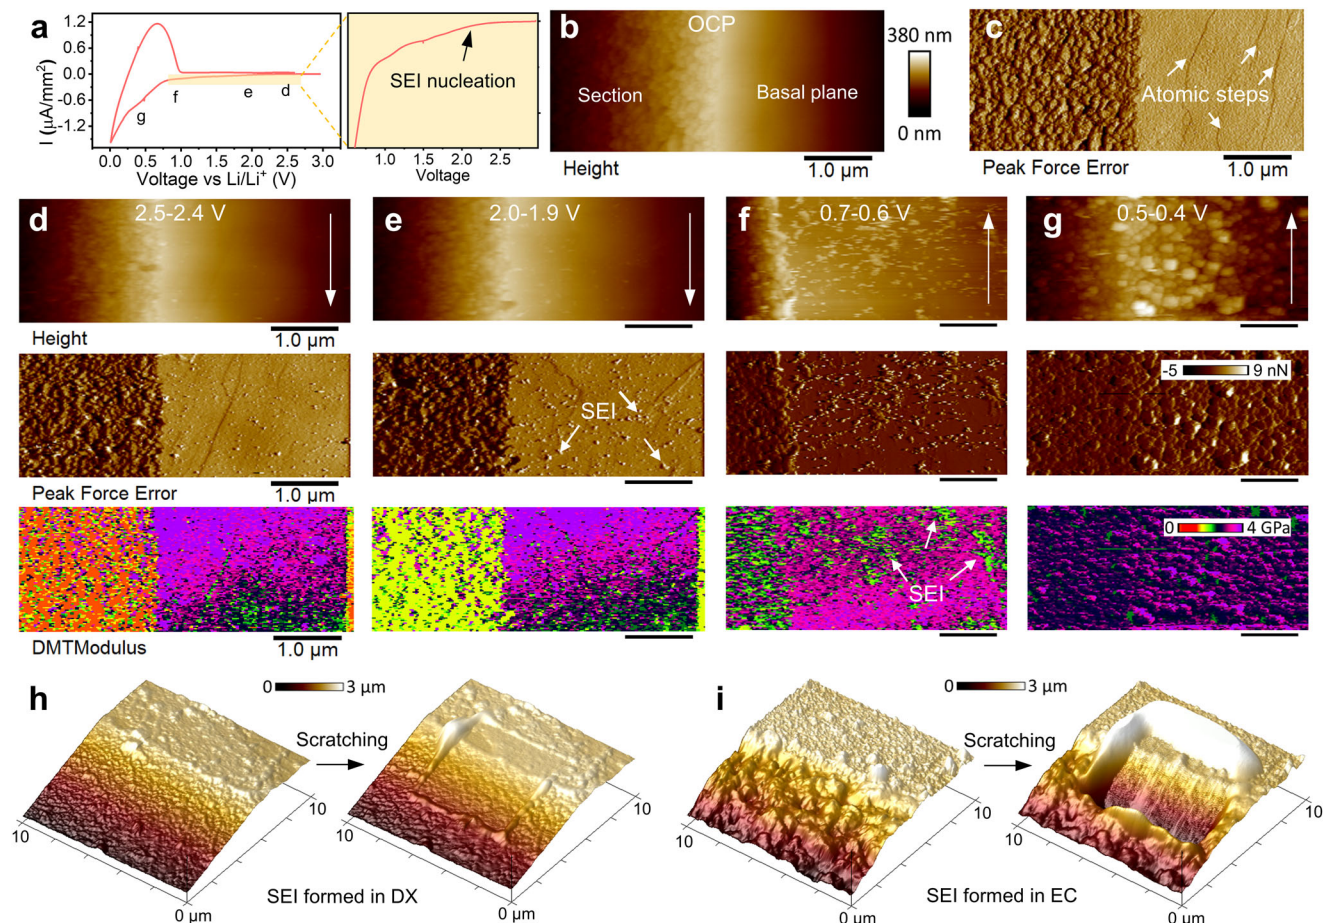 a
I (μA/mm²)
1.2
0.6
0.0
-0.6
-1.2
f
e
d
g
0.0 0.5 1.0 1.5 2.0 2.5 3.0
Voltage vs Li/Li⁺ (V)
SEI nucleation
1.0 1.5 2.0 2.5
Voltage
b
OCP
Section
Basal plane
380 nm
0 nm
Height
1.0 μm
c
Atomic steps
Peak Force Error
1.0 μm
d
2.5-2.4 V
e
2.0-1.9 V
f
0.7-0.6 V
g
0.5-0.4 V
Height
1.0 μm
SEI
-5 9 nN
Peak Force Error
1.0 μm
SEI
0 4 GPa
DMTModulus
1.0 μm
h
0 3 μm
Scratching
10
10
10
10
0 μm
0 μm
SEI formed in DX
i
0 3 μm
Scratching
10
10
10
10
0 μm
0 μm
SEI formed in EC